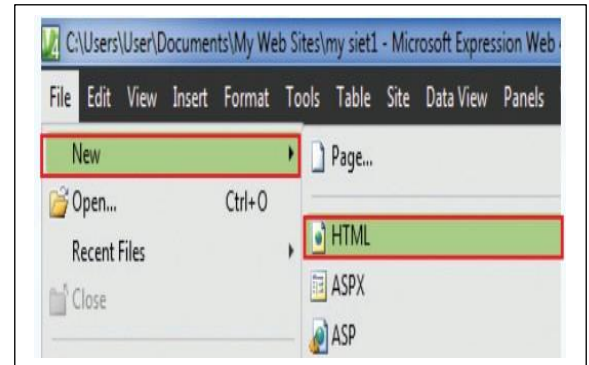 C:\Users\User\Documents\My Web Sites\my siet1 - Microsoft Expression Web
File Edit View Insert Format Tools Table Site Data View Panels
New
Page...
Open... Ctrl+O
HTML
Recent Files
ASPX
Close
ASP